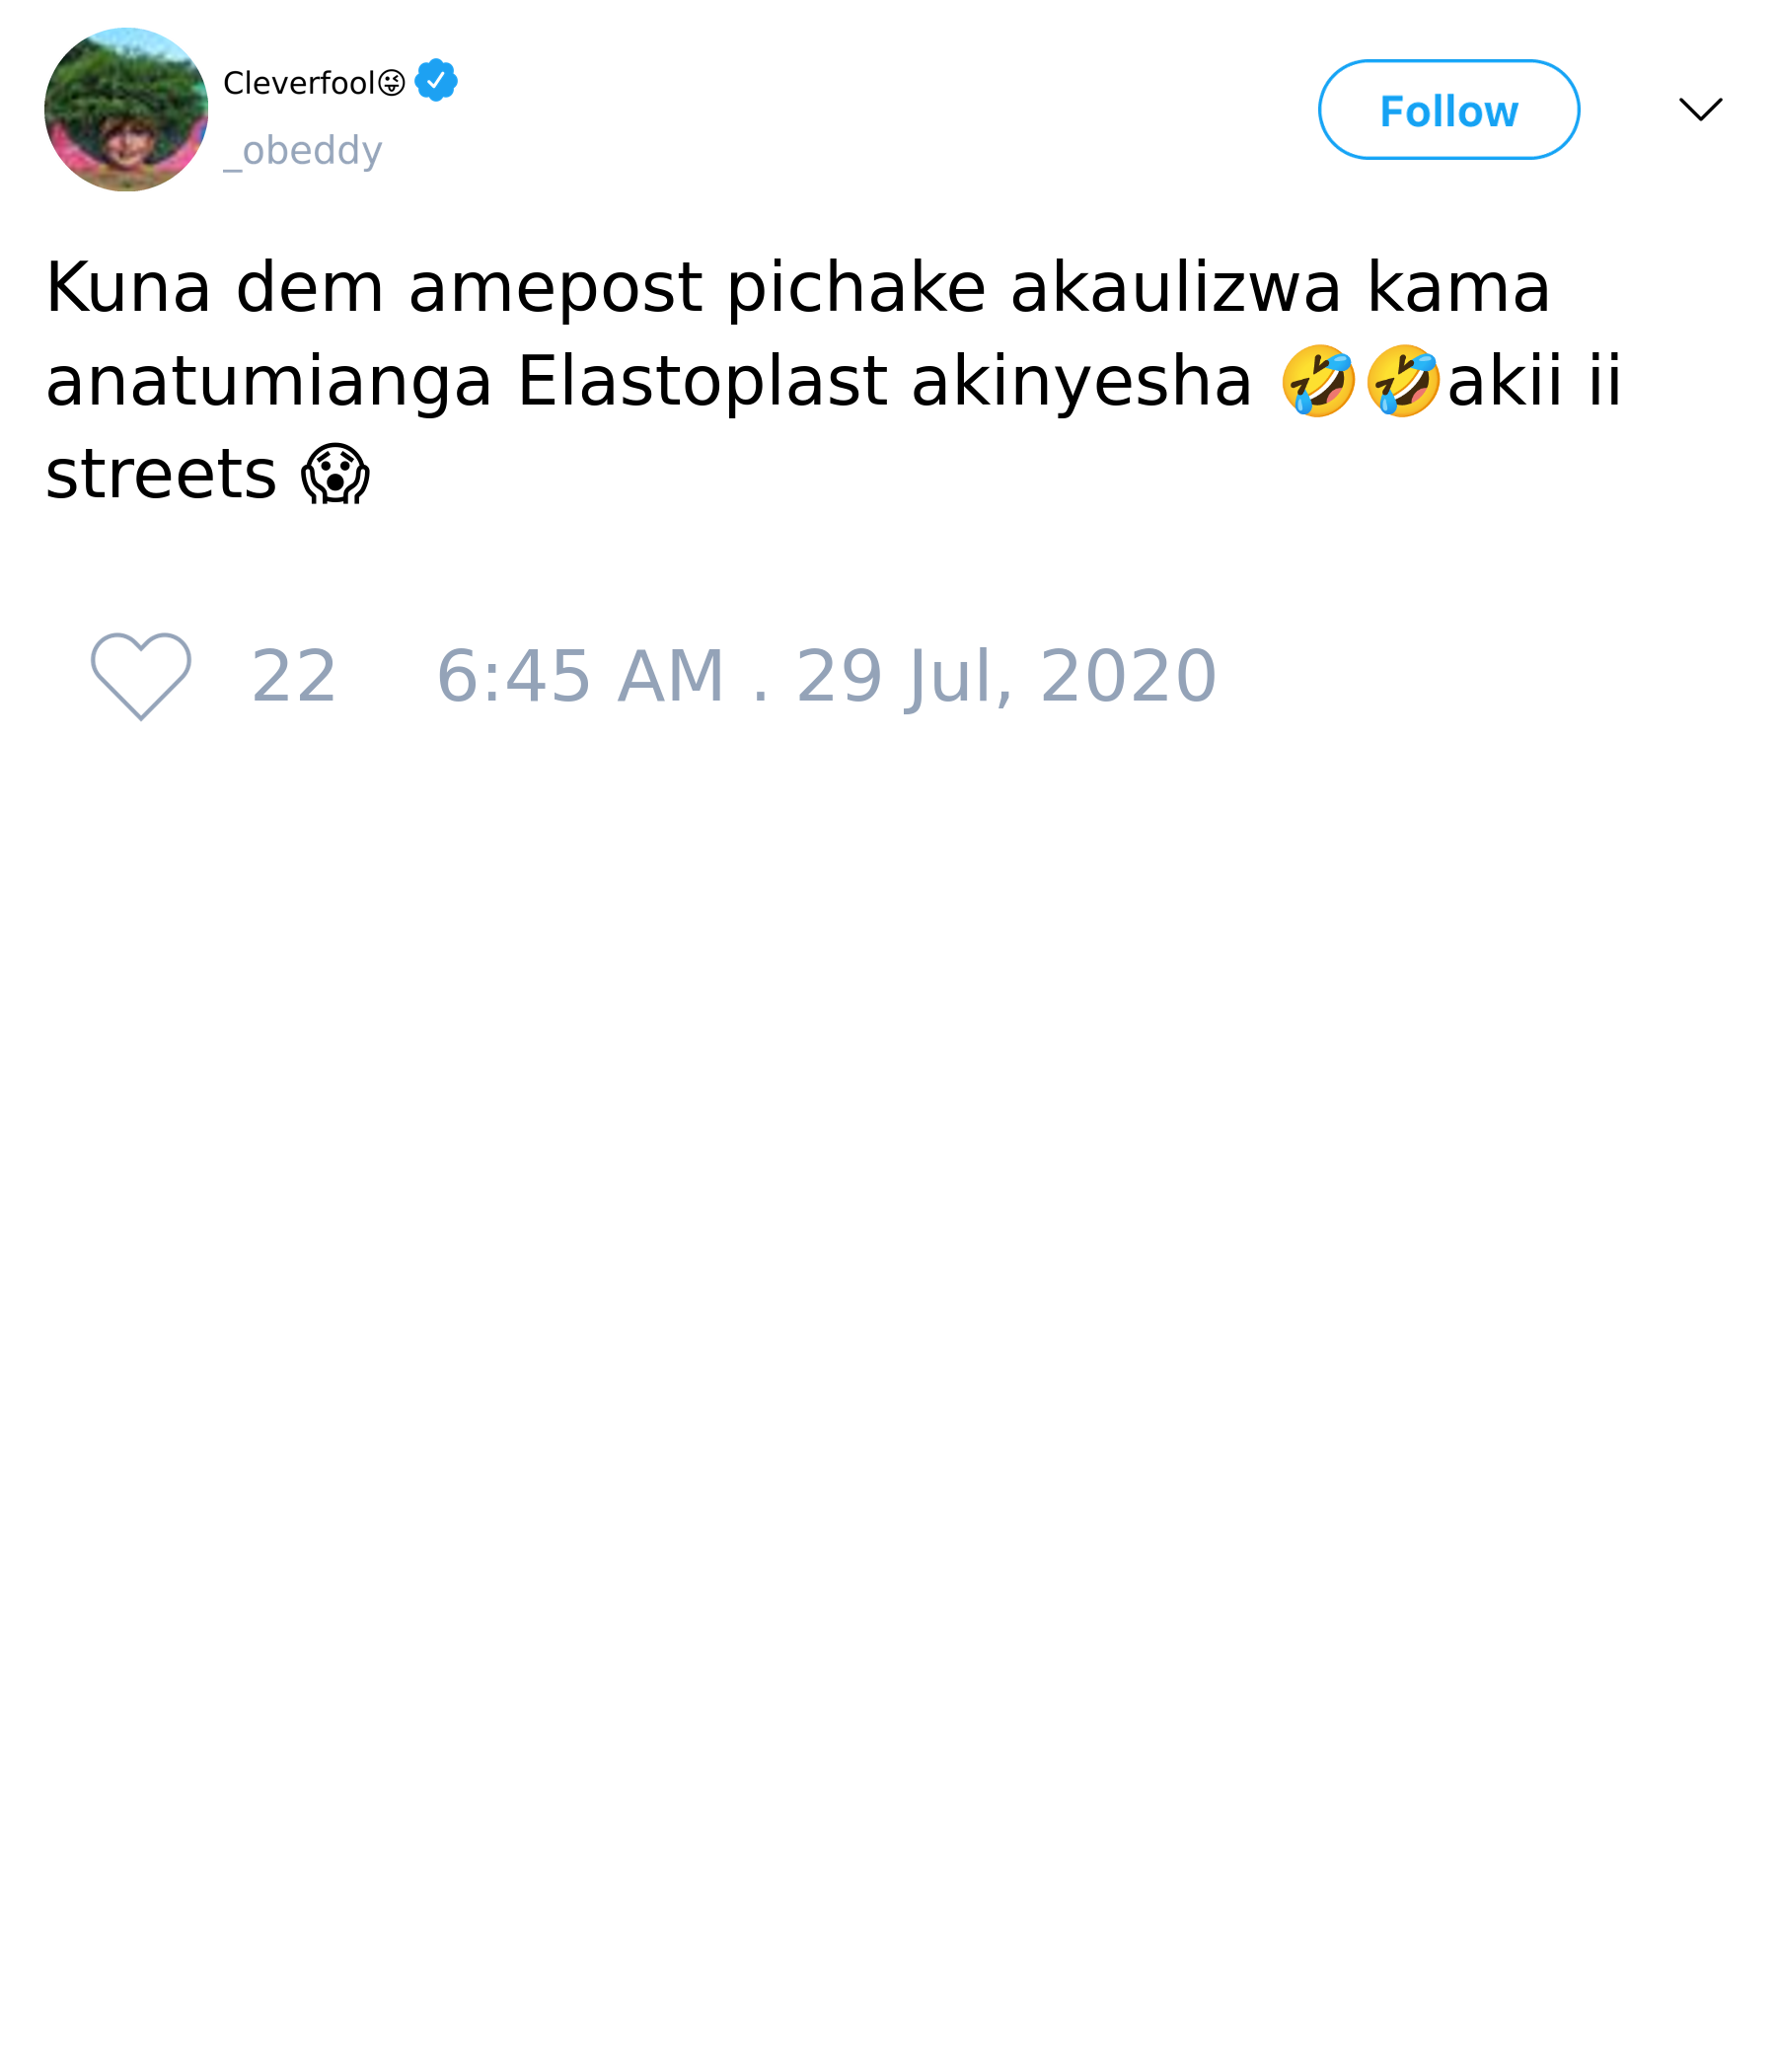 Cleverfool😜
_obeddy
Follow
Kuna dem amepost pichake akaulizwa kama
anatumianga Elastoplast akinyesha 🤣🤣akii ii
streets 😱
22 6:45 AM . 29 Jul, 2020